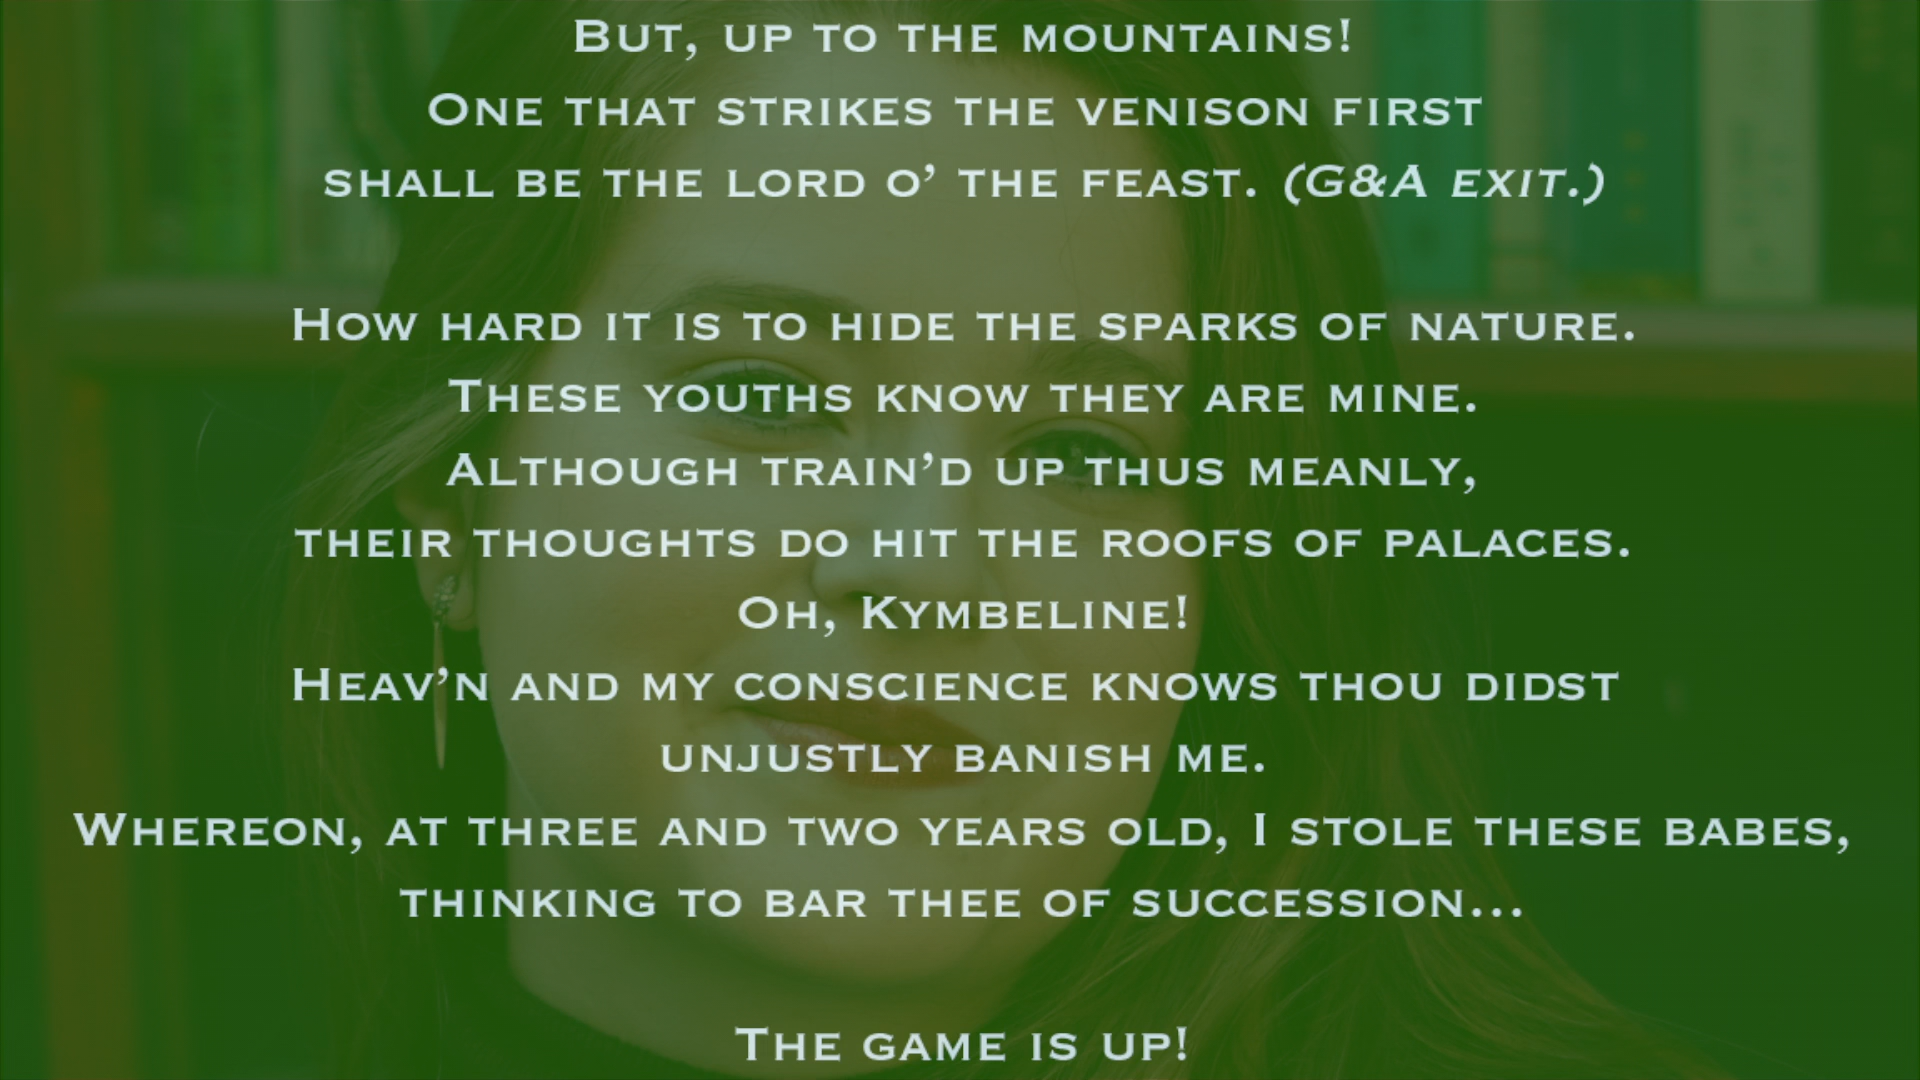 But, up to the mountains!
One that strikes the venison first
shall be the lord o’ the feast. (G&A exit.)
How hard it is to hide the sparks of nature.
These youths know they are mine.
Although train’d up thus meanly,
their thoughts do hit the roofs of palaces.
Oh, Kymbeline!
Heav’n and my conscience knows thou didst
unjustly banish me.
Whereon, at three and two years old, I stole these babes,
thinking to bar thee of succession...
The game is up!